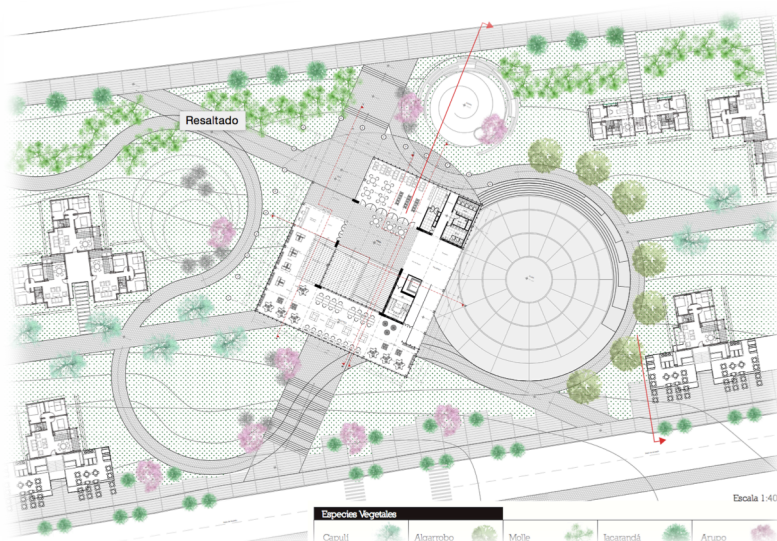 Resaltado
Escala 1:40
Especies Vegetales
Capulí Algarrobo Molle Jacarandá Arupo